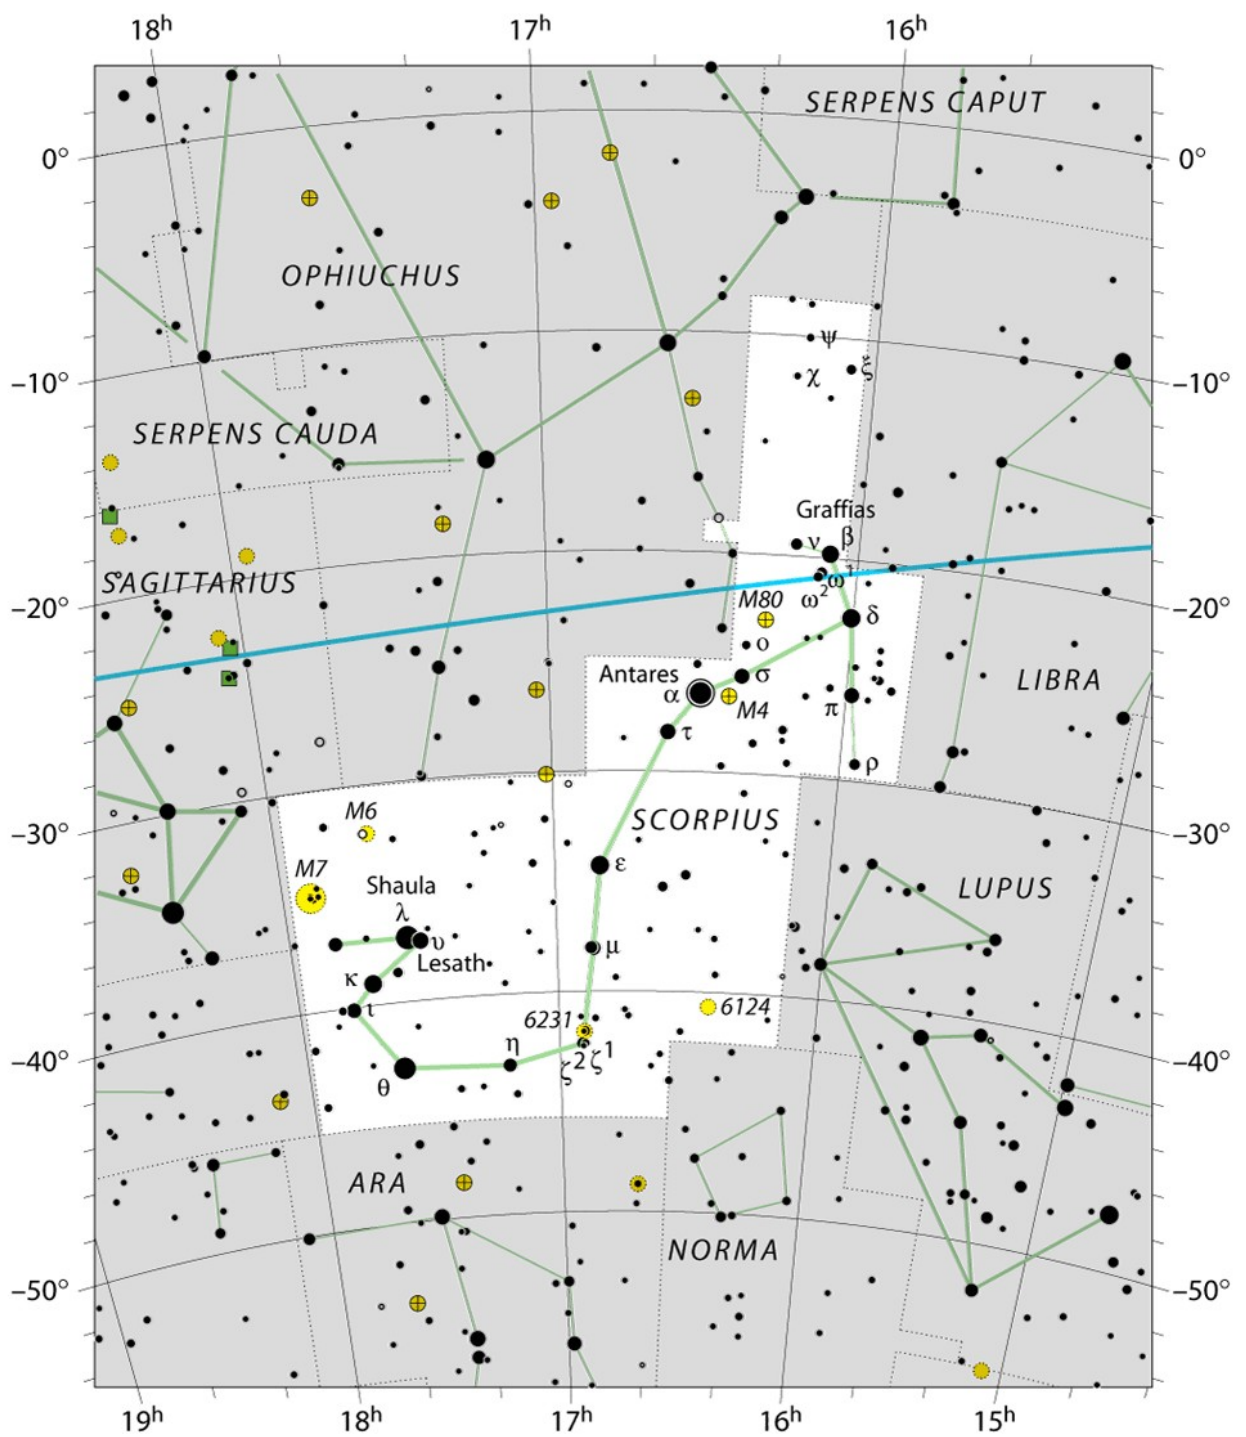 18ʰ 17ʰ 16ʰ
SERPENS CAPUT
0° 0°
OPHIUCHUS
ψ
–10° χ ξ –10°
SERPENS CAUDA
Graffias
ν β
SAGITTARIUS
ω² ω¹
–20° M80 –20°
δ
ο
Antares σ LIBRA
α M4 π
τ
ρ
M6 SCORPIUS
–30° –30°
M7 ε
Shaula LUPUS
λ
υ μ
Lesath
κ
ι 6231 6124
η
–40° ζ² ζ¹ –40°
θ
ARA
NORMA
–50° –50°
19ʰ 18ʰ 17ʰ 16ʰ 15ʰ